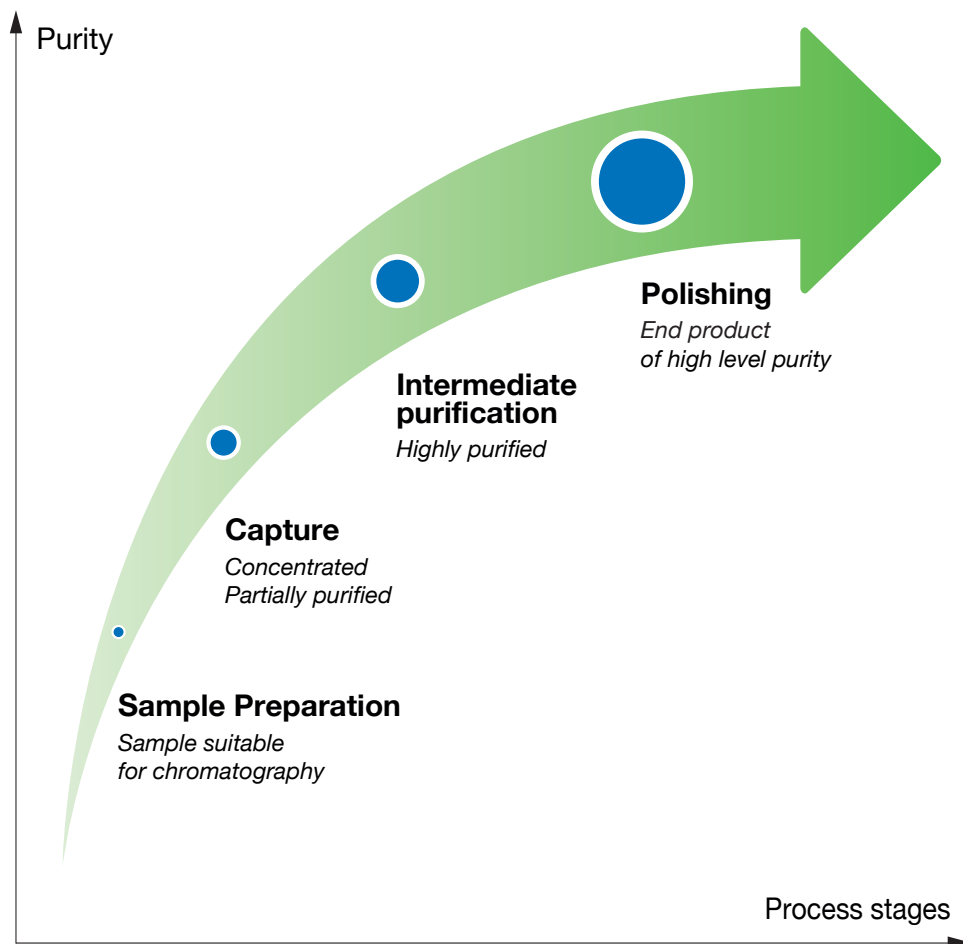 Purity
Polishing
End product
of high level purity
Intermediate
purification
Highly purified
Capture
Concentrated
Partially purified
Sample Preparation
Sample suitable
for chromatography
Process stages